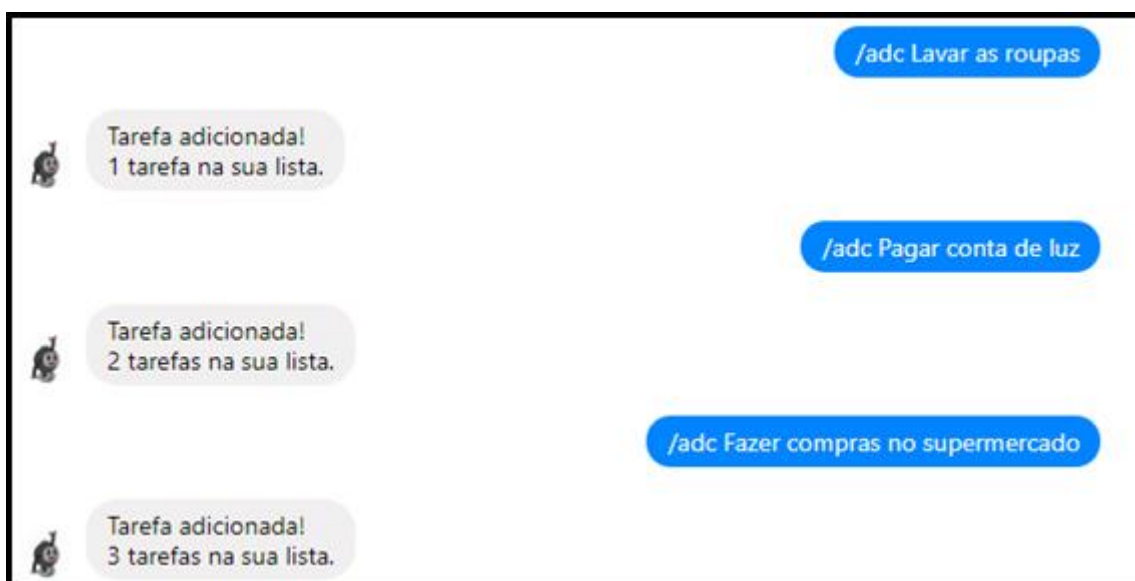 /adc Lavar as roupas
Tarefa adicionada!
1 tarefa na sua lista.
/adc Pagar conta de luz
Tarefa adicionada!
2 tarefas na sua lista.
/adc Fazer compras no supermercado
Tarefa adicionada!
3 tarefas na sua lista.